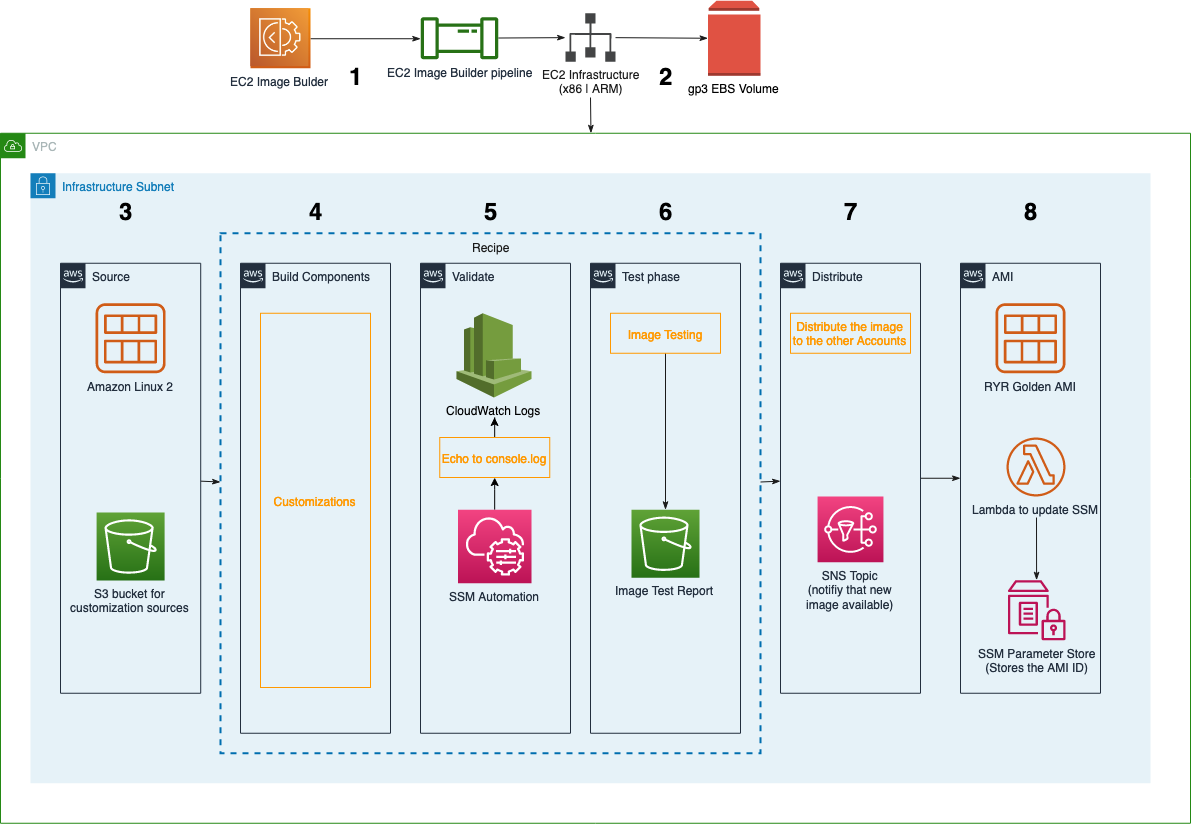 EC2 Image Bulder
1
EC2 Image Builder pipeline
EC2 Infrastructure
(x86 | ARM)
2
gp3 EBS Volume
VPC
Infrastructure Subnet
3
4
5
6
7
8
Recipe
aws Source
aws Build Components
aws Validate
aws Test phase
aws Distribute
aws AMI
Amazon Linux 2
S3 bucket for
customization sources
Customizations
CloudWatch Logs
Echo to console.log
SSM Automation
Image Testing
Image Test Report
Distribute the image
to the other Accounts
SNS Topic
(notifiy that new
image available)
RYR Golden AMI
Lambda to update SSM
SSM Parameter Store
(Stores the AMI ID)